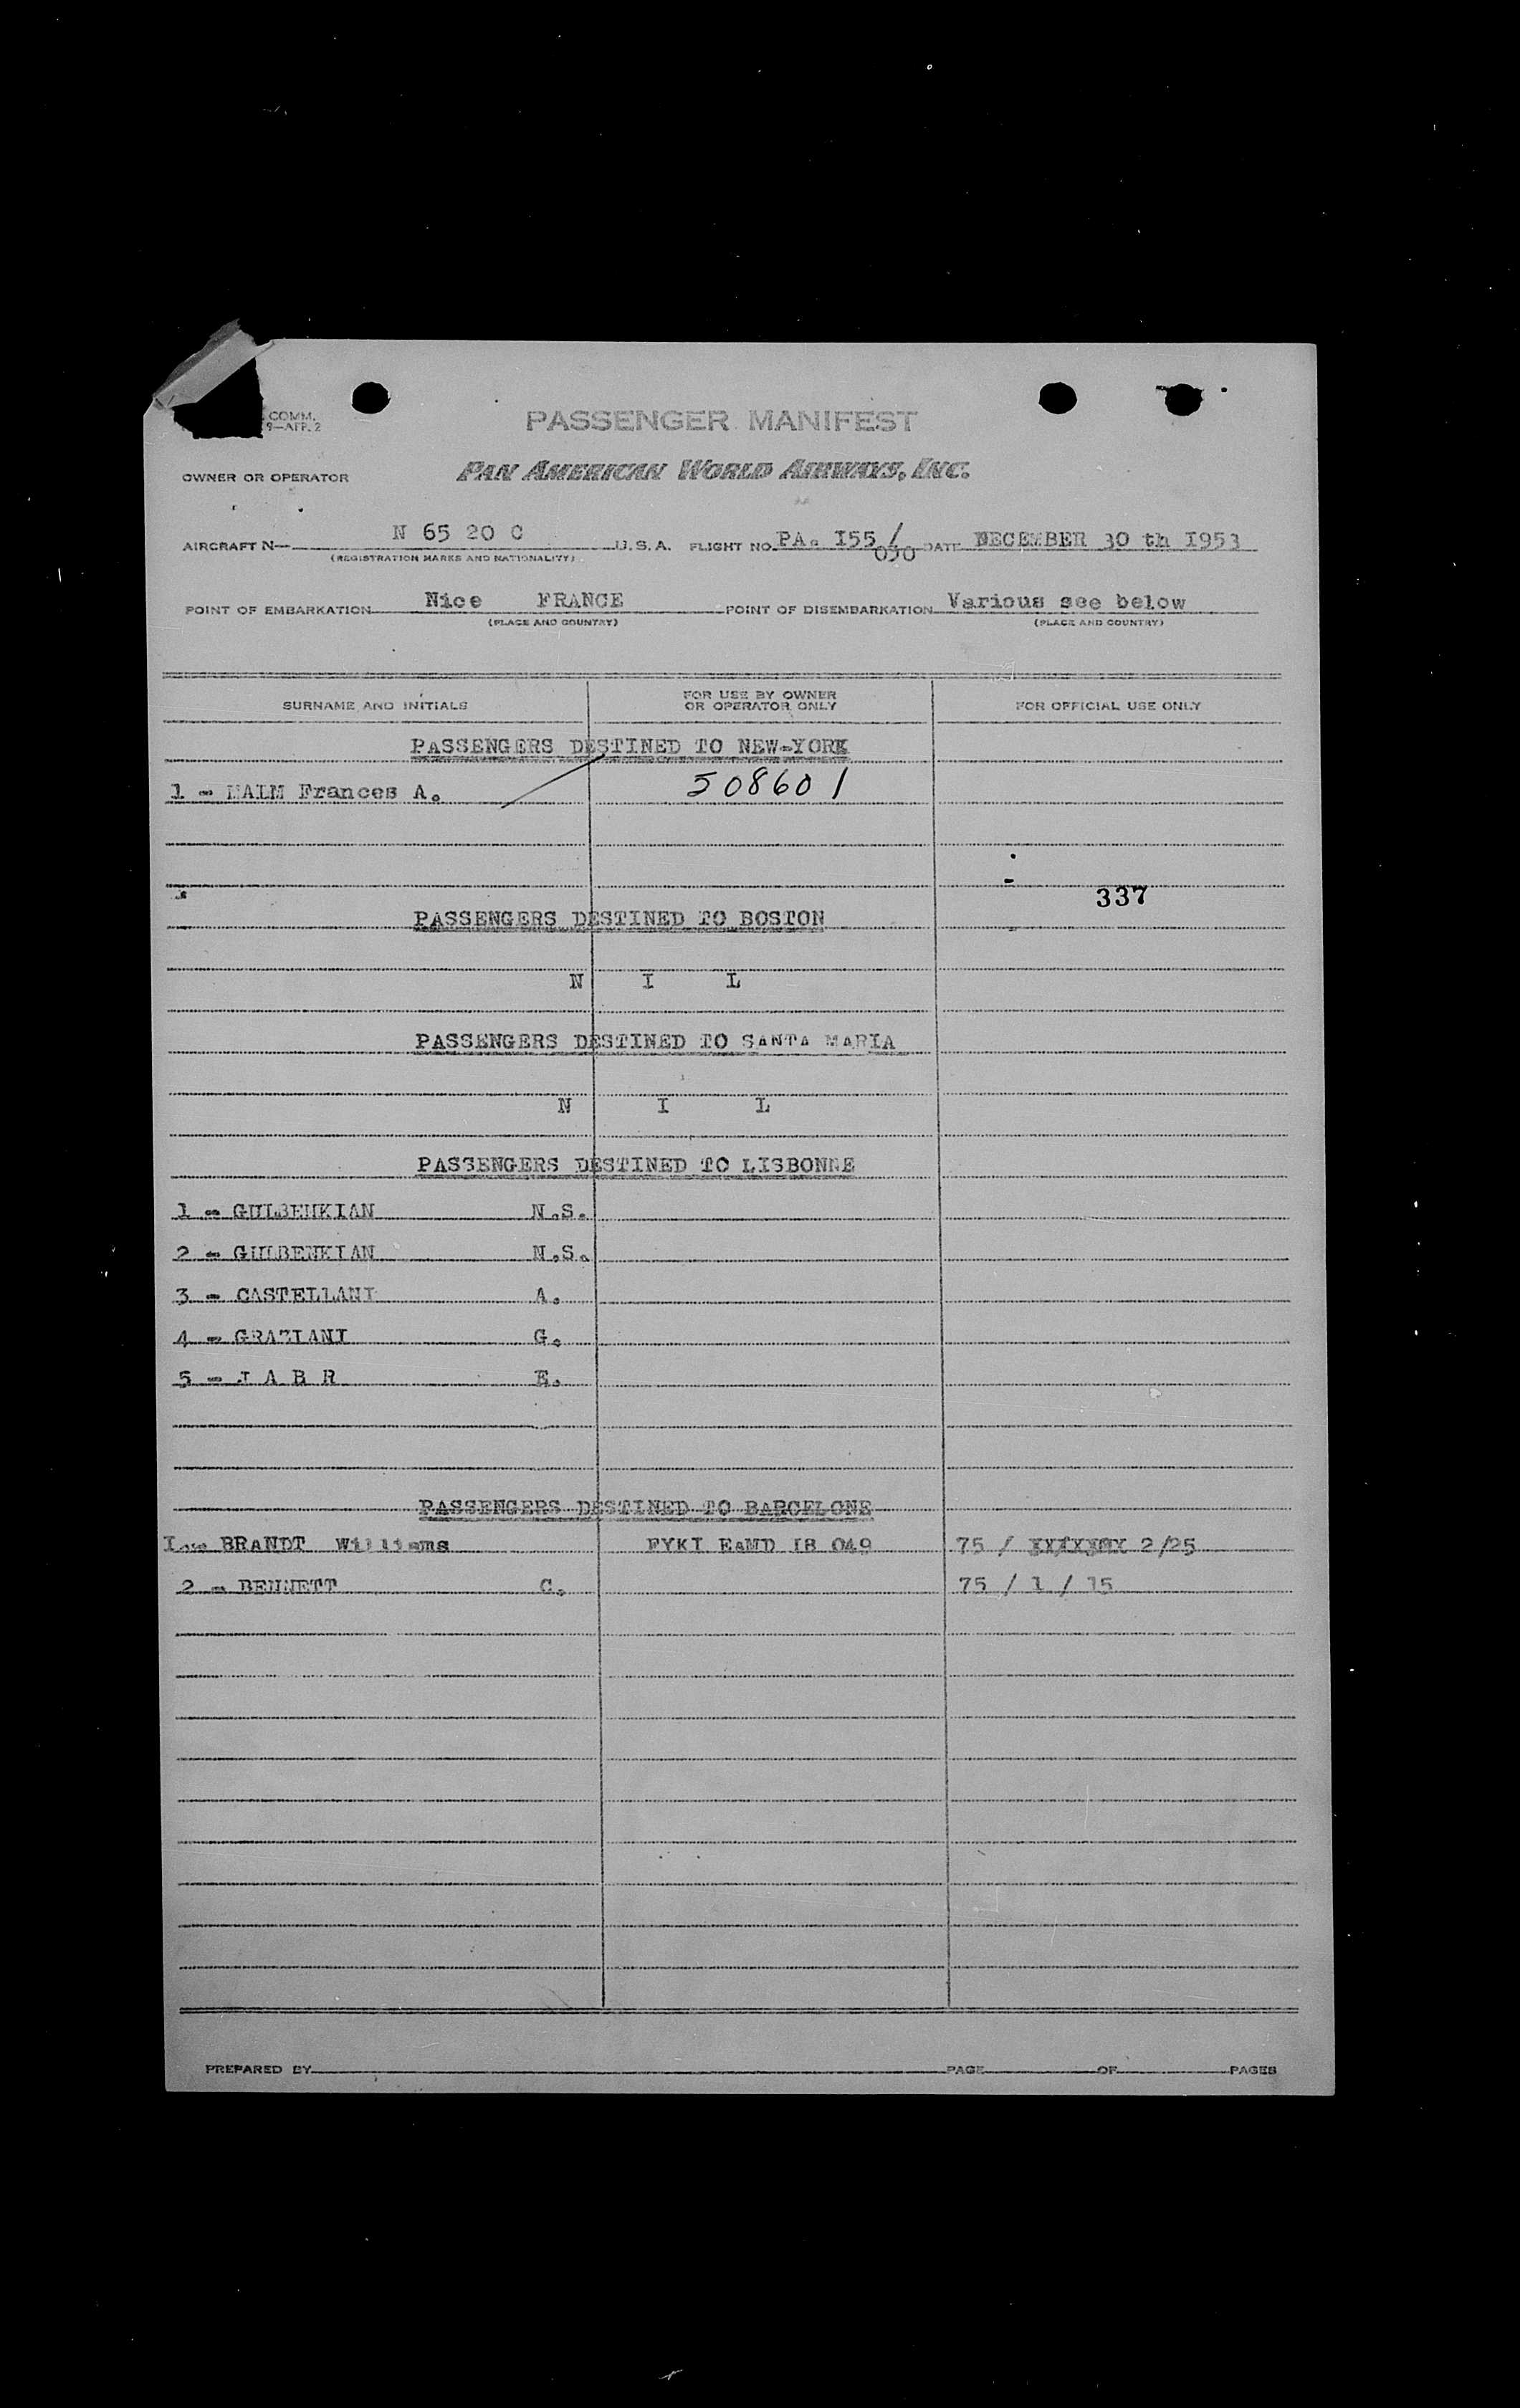 COMM.
9—APP. 2
PASSENGER MANIFEST
OWNER OR OPERATOR PAN AMERICAN WORLD AIRWAYS, INC.
AIRCRAFT N— N 65 20 C U.S.A. FLIGHT NO. PA. I55/030 DATE DECEMBER 30 th I953
(REGISTRATION MARKS AND NATIONALITY)
POINT OF EMBARKATION Nice FRANCE POINT OF DISEMBARKATION Various see below
(PLACE AND COUNTRY) (PLACE AND COUNTRY)
SURNAME AND INITIALS FOR USE BY OWNER OR OPERATOR ONLY FOR OFFICIAL USE ONLY
PASSENGERS DESTINED TO NEW-YORK
1 - Frances A. 508601
337
PASSENGERS DESTINED TO BOSTON
N I L
PASSENGERS DESTINED TO SANTA MARIA
N I L
PASSENGERS DESTINED TO LISBONNE
1 - GULBENKIAN N.S.
2 - GULBENKIAN M.S.
3 - CASTELLANI A.
4 - GRAZIANI G.
5 - J A B R E.
PASSENGERS DESTINED TO BARCELONE
I - BRANDT Williams 75 / 2/25
2 - BENNETT C. 75 / 1 / 15
PREPARED BY PAGE OF PAGES